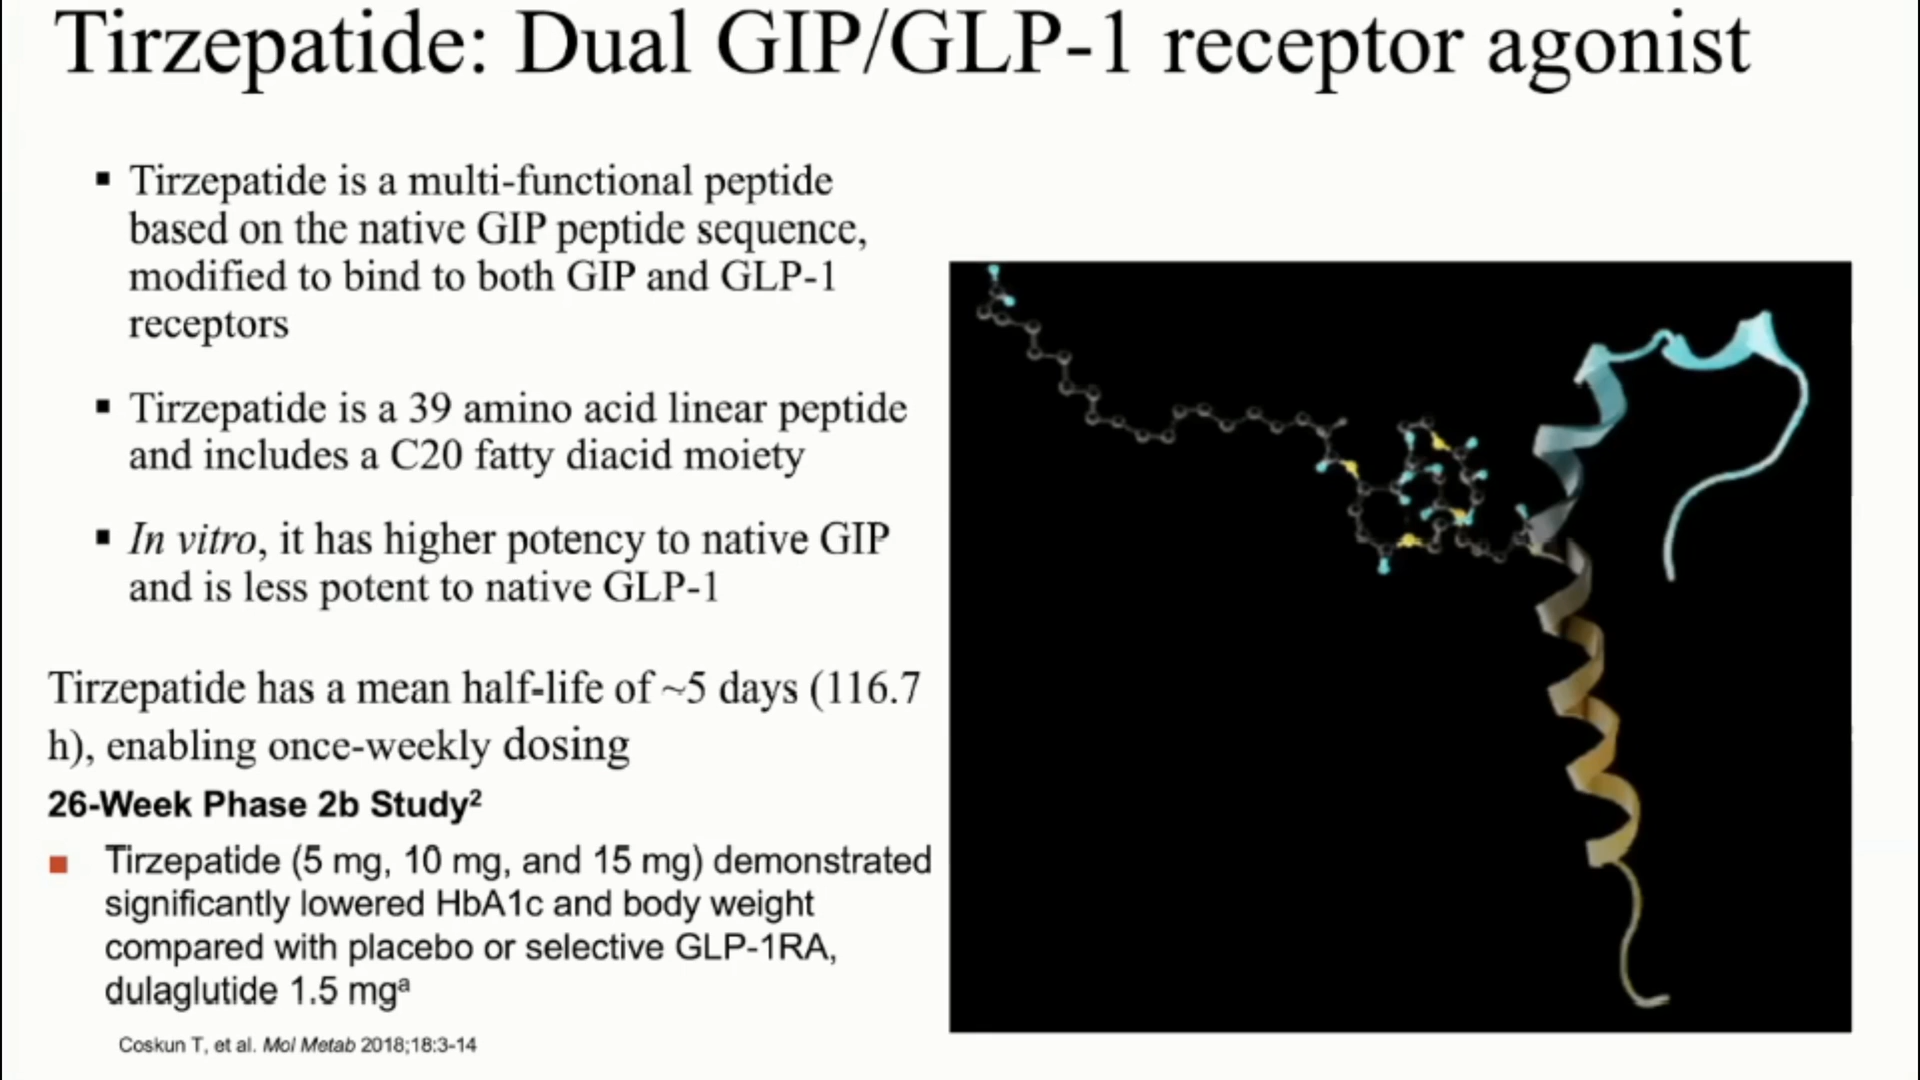 Tirzepatide: Dual GIP/GLP-1 receptor agonist
▪ Tirzepatide is a multi-functional peptide
based on the native GIP peptide sequence,
modified to bind to both GIP and GLP-1
receptors
▪ Tirzepatide is a 39 amino acid linear peptide
and includes a C20 fatty diacid moiety
▪ In vitro, it has higher potency to native GIP
and is less potent to native GLP-1
Tirzepatide has a mean half-life of ~5 days (116.7
h), enabling once-weekly dosing
26-Week Phase 2b Study²
■ Tirzepatide (5 mg, 10 mg, and 15 mg) demonstrated
significantly lowered HbA1c and body weight
compared with placebo or selective GLP-1RA,
dulaglutide 1.5 mgᵃ
Coskun T, et al. Mol Metab 2018;18:3-14